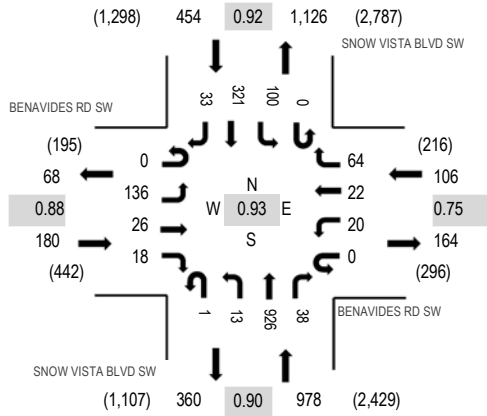 (1,298) 454 0.92 1,126 (2,787)
SNOW VISTA BLVD SW
BENAVIDES RD SW
33 321 100 0
(195) 0 64 (216)
68 136 22 106
0.88 26 W N 0.93 S E 20 0.75
180 18 0 164
(442) (296)
1 13 926 38
BENAVIDES RD SW
SNOW VISTA BLVD SW
(1,107) 360 0.90 978 (2,429)